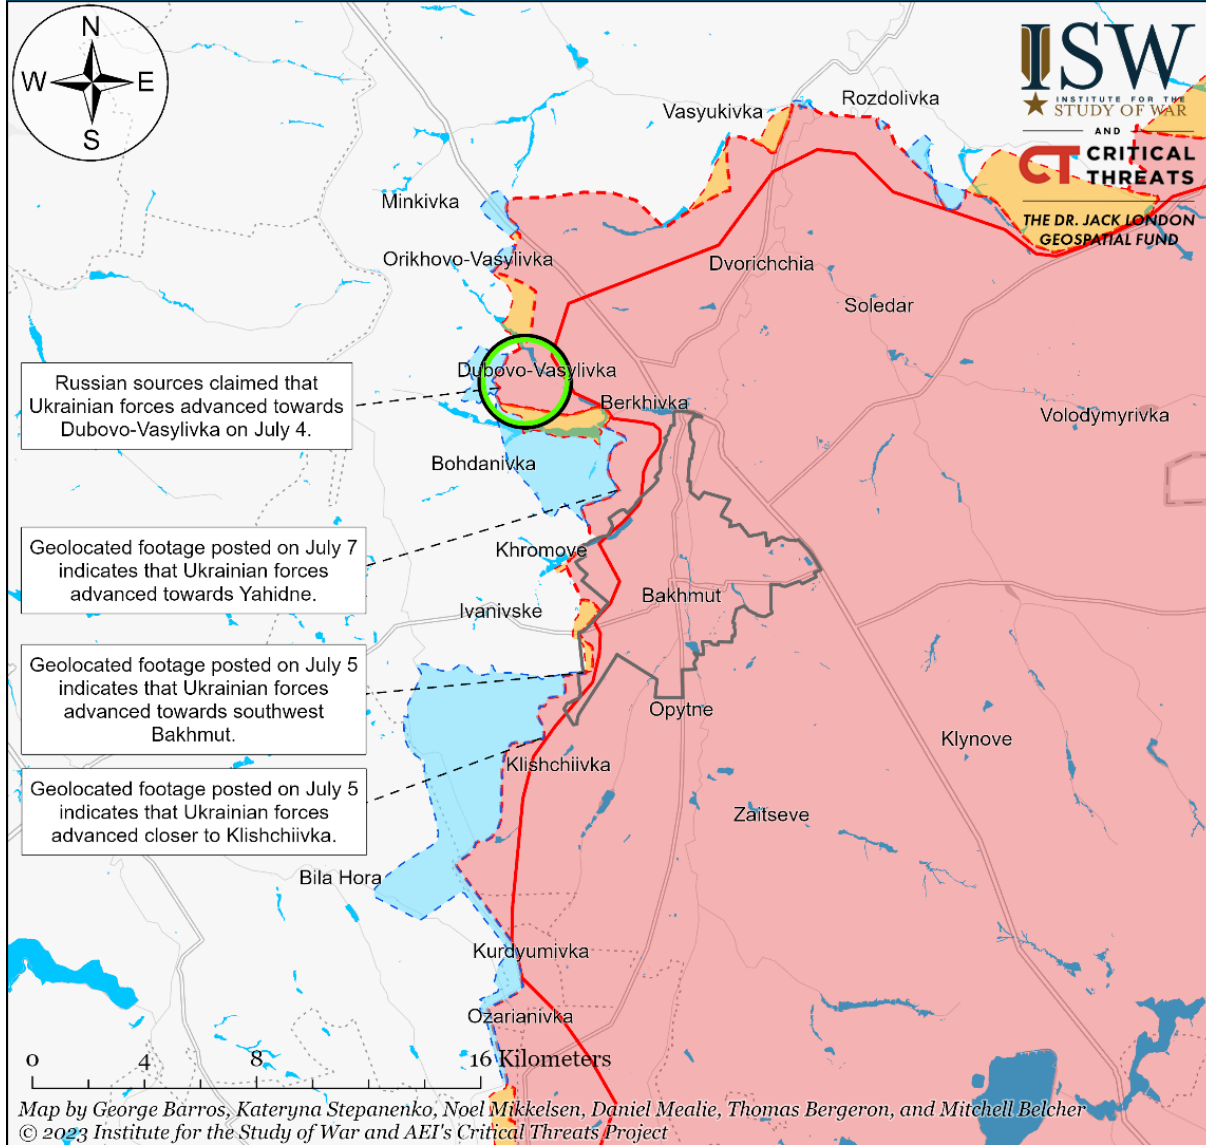 N
W
E
S
ISW
INSTITUTE FOR THE
STUDY OF WAR
AND
CT CRITICAL
THREATS
THE DR. JACK LONDON
GEOSPATIAL FUND
Rozdolivka
Vasyukivka
Minkivka
Orikhovo-Vasylivka
Dvorichchia
Soledar
Dubovo-Vasylivka
Berkhivka
Volodymyrivka
Russian sources claimed that
Ukrainian forces advanced towards
Dubovo-Vasylivka on July 4.
Bohdanivka
Geolocated footage posted on July 7
indicates that Ukrainian forces
advanced towards Yahidne.
Khromove
Bakhmut
Ivanivske
Geolocated footage posted on July 5
indicates that Ukrainian forces
advanced towards southwest
Bakhmut.
Opytne
Klynove
Klishchiivka
Geolocated footage posted on July 5
indicates that Ukrainian forces
advanced closer to Klishchiivka.
Zaitseve
Bila Hora
Kurdyumivka
Ozarianivka
0 4 8 16 Kilometers
Map by George Barros, Kateryna Stepanenko, Noel Mikkelsen, Daniel Mealie, Thomas Bergeron, and Mitchell Belcher
© 2023 Institute for the Study of War and AEI's Critical Threats Project